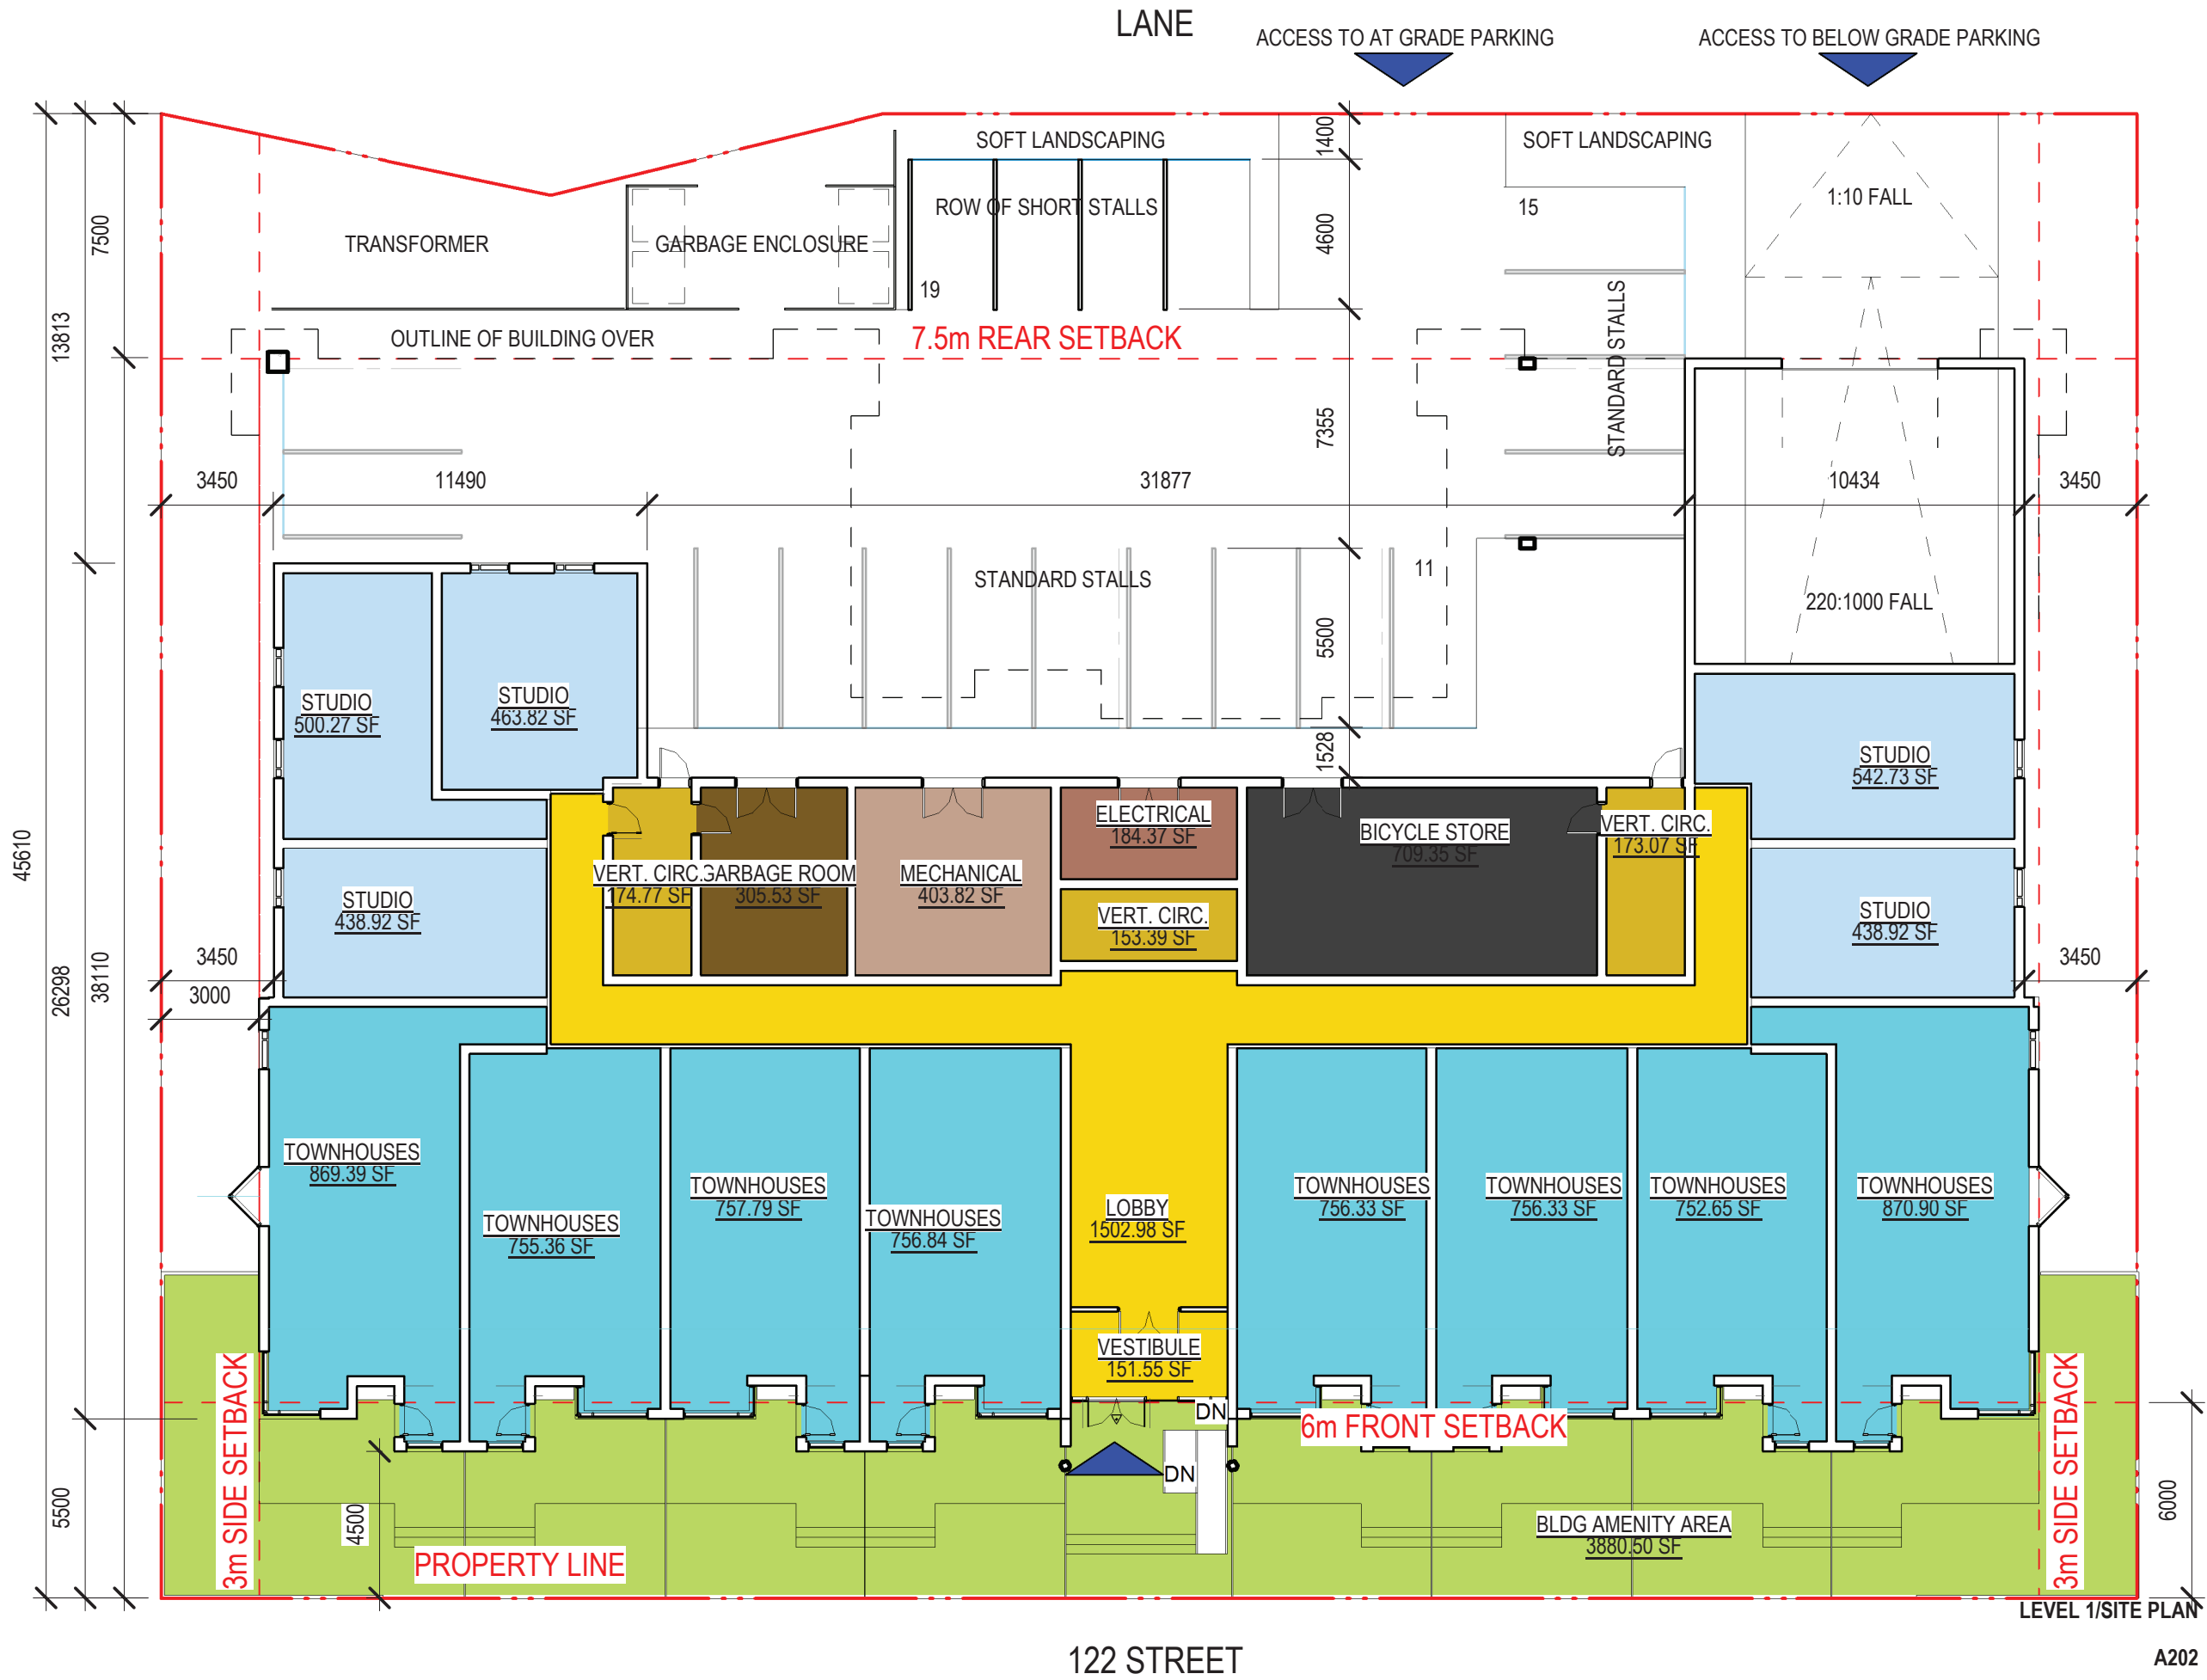 LANE
ACCESS TO AT GRADE PARKING
ACCESS TO BELOW GRADE PARKING
SOFT LANDSCAPING
1400
SOFT LANDSCAPING
7500
ROW OF SHORT STALLS
4600
15
1:10 FALL
TRANSFORMER
GARBAGE ENCLOSURE
19
13813
OUTLINE OF BUILDING OVER
7.5m REAR SETBACK
STANDARD STALLS
7355
3450
11490
31877
10434
3450
STANDARD STALLS
11
220:1000 FALL
5500
STUDIO
500.27 SF
STUDIO
463.82 SF
1528
STUDIO
542.73 SF
45610
ELECTRICAL
184.37 SF
BICYCLE STORE
709.35 SF
VERT. CIRC.
173.07 SF
VERT. CIRC.
174.77 SF
GARBAGE ROOM
305.53 SF
MECHANICAL
403.82 SF
STUDIO
438.92 SF
VERT. CIRC.
153.39 SF
STUDIO
438.92 SF
3450
3450
26298
38110
3000
TOWNHOUSES
869.39 SF
TOWNHOUSES
755.36 SF
TOWNHOUSES
757.79 SF
TOWNHOUSES
756.84 SF
LOBBY
1502.98 SF
TOWNHOUSES
756.33 SF
TOWNHOUSES
756.33 SF
TOWNHOUSES
752.65 SF
TOWNHOUSES
870.90 SF
VESTIBULE
151.55 SF
DN
6m FRONT SETBACK
DN
3m SIDE SETBACK
3m SIDE SETBACK
5500
4500
6000
BLDG AMENITY AREA
3880.50 SF
PROPERTY LINE
LEVEL 1/SITE PLAN
122 STREET
A202